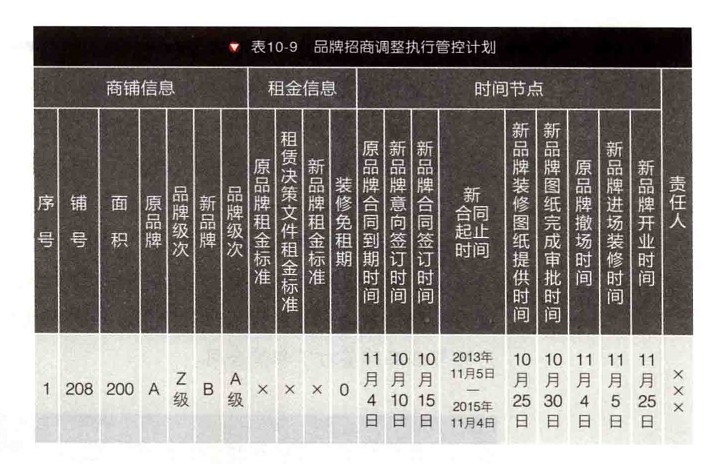 表10-9 品牌招商调整执行管控计划
商铺信息 租金信息 时间节点 责任人
序号 铺号 面积 原品牌 品牌级次 新品牌 品牌级次 原品牌租金标准 租赁决策文件租金标准 新品牌租金标准 装修免租期 原品牌合同到期时间 新品牌意向签订时间 新品牌合同签订时间 新合同起止时间 新品牌装修图纸提供时间 新品牌图纸完成审批时间 原品牌撤场时间 新品牌进场装修时间 新品牌开业时间
1 208 200 A Z级 B A级 × × × 0 11月4日 10月10日 10月15日 2013年11月5日—2015年11月4日 10月25日 10月30日 11月4日 11月5日 11月25日 ×××